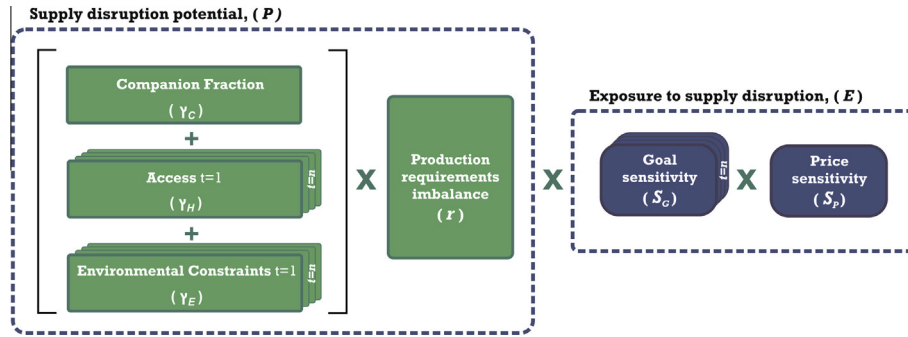 Supply disruption potential, (P)
Companion Fraction
(γC)
+
Access t=1
(γH)
t=n
+
Environmental Constraints t=1
(γE)
t=n
X
Production
requirements
imbalance
(r)
X
Exposure to supply disruption, (E)
Goal
sensitivity
(SG)
t=n
X
Price
sensitivity
(SP)